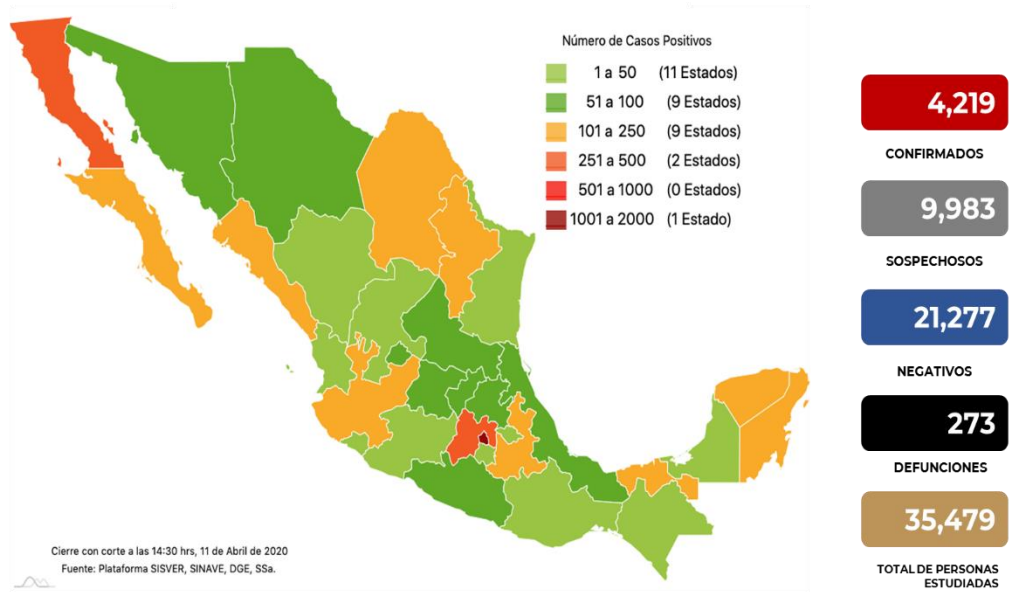 Número de Casos Positivos
1 a 50 (11 Estados)
51 a 100 (9 Estados)
101 a 250 (9 Estados)
251 a 500 (2 Estados)
501 a 1000 (0 Estados)
1001 a 2000 (1 Estado)
4,219
CONFIRMADOS
9,983
SOSPECHOSOS
21,277
NEGATIVOS
273
DEFUNCIONES
35,479
TOTAL DE PERSONAS
ESTUDIADAS
Cierre con corte a las 14:30 hrs, 11 de Abril de 2020
Fuente: Plataforma SISVER, SINAVE, DGE, SSa.